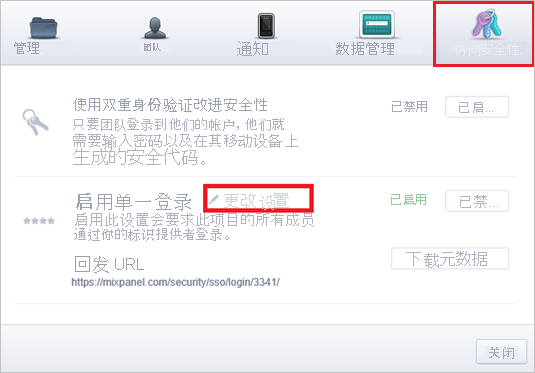 管理
团队
通知
数据管理
访问安全性
使用双重身份验证改进安全性
已禁用
已启...
只要团队登录到他们的帐户，他们就
需要输入密码以及在其移动设备上
生成的安全代码。
启用单一登录
更改设置
已启用
已禁...
启用此设置会要求此项目的所有成员
通过你的标识提供者登录。
回发 URL
下载元数据
https://mixpanel.com/security/sso/login/3341/
关闭